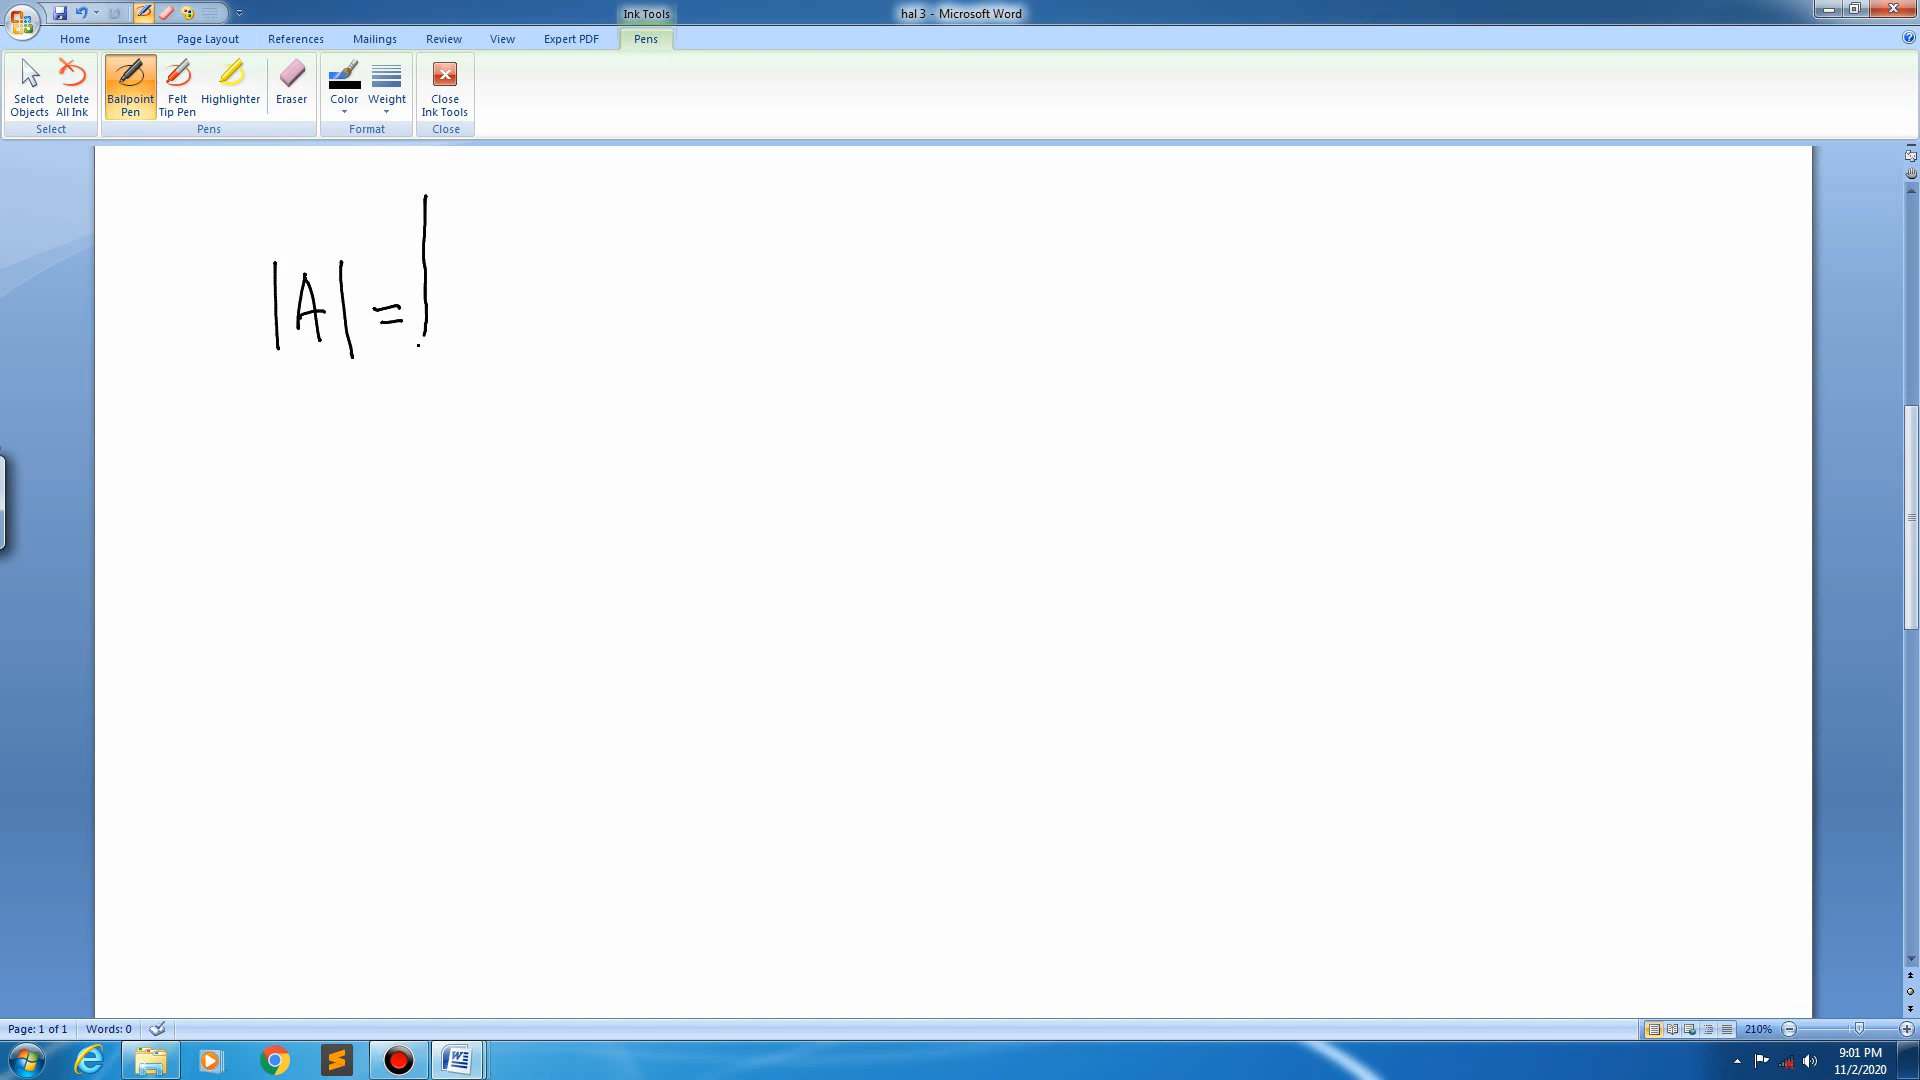 Ink Tools
hal 3 - Microsoft Word
Home Insert Page Layout References Mailings Review View Expert PDF Pens
Select Objects
Delete All Ink
Ballpoint Pen
Felt Tip Pen
Highlighter
Eraser
Color
Weight
Close Ink Tools
Select Pens Format Close
|A| = |
Page: 1 of 1 Words: 0 210%
9:01 PM
11/2/2020